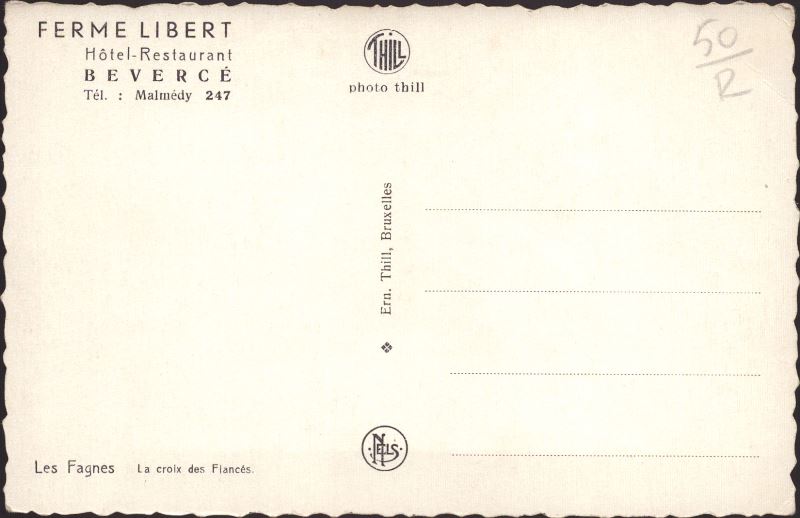 FERME LIBERT
Hôtel-Restaurant
BEVERCÉ
Tél. : Malmédy 247
THILL
photo thill
50
R
Ern. Thill, Bruxelles
NELS
Les Fagnes La croix des Fiancés.